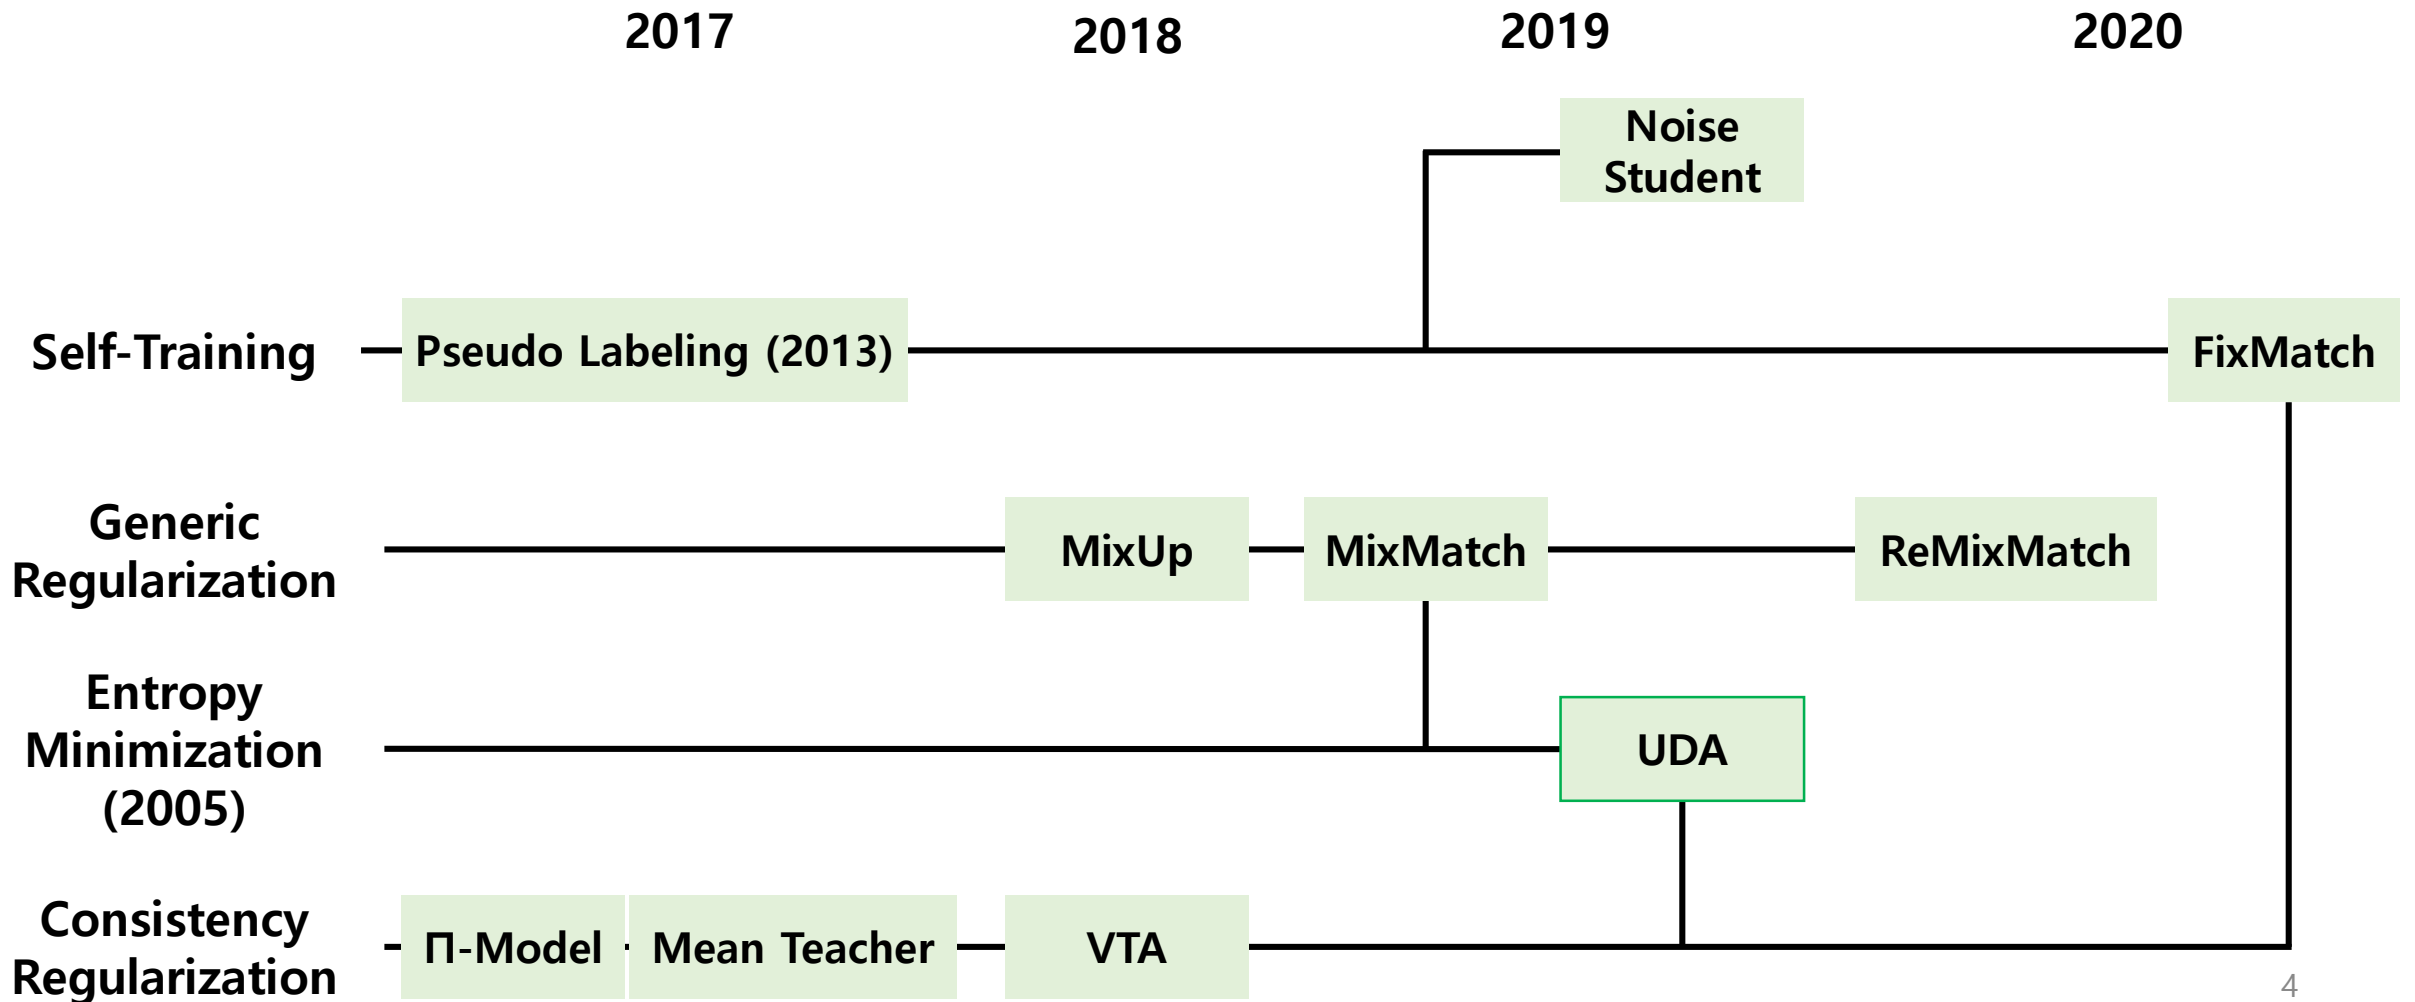 2017
2018
2019
2020
Noise
Student
Self-Training
Pseudo Labeling (2013)
FixMatch
Generic
Regularization
MixUp
MixMatch
ReMixMatch
Entropy
Minimization
(2005)
UDA
Consistency
Regularization
Π-Model
Mean Teacher
VTA
4